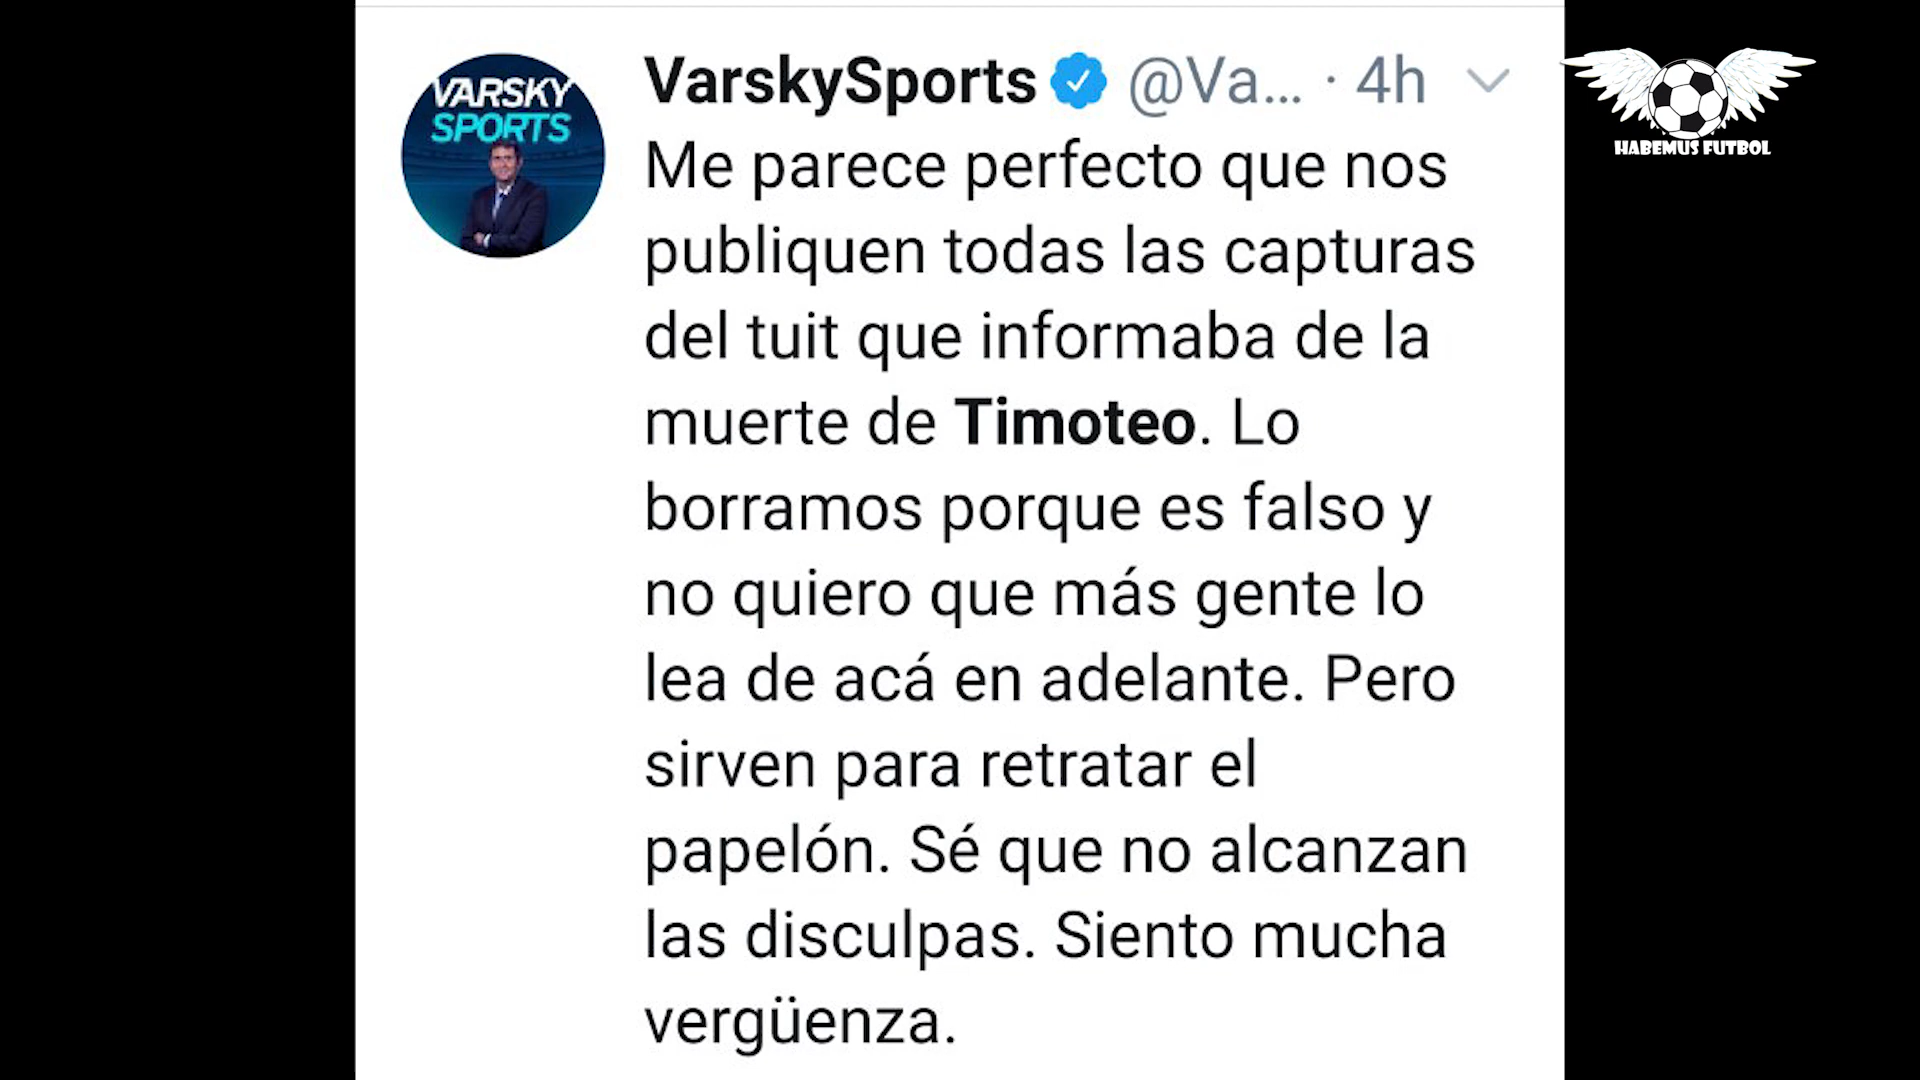 VARSKY
SPORTS
VarskySports @Va... · 4h
Me parece perfecto que nos
publiquen todas las capturas
del tuit que informaba de la
muerte de Timoteo. Lo
borramos porque es falso y
no quiero que más gente lo
lea de acá en adelante. Pero
sirven para retratar el
papelón. Sé que no alcanzan
las disculpas. Siento mucha
vergüenza.
HABEMUS FUTBOL